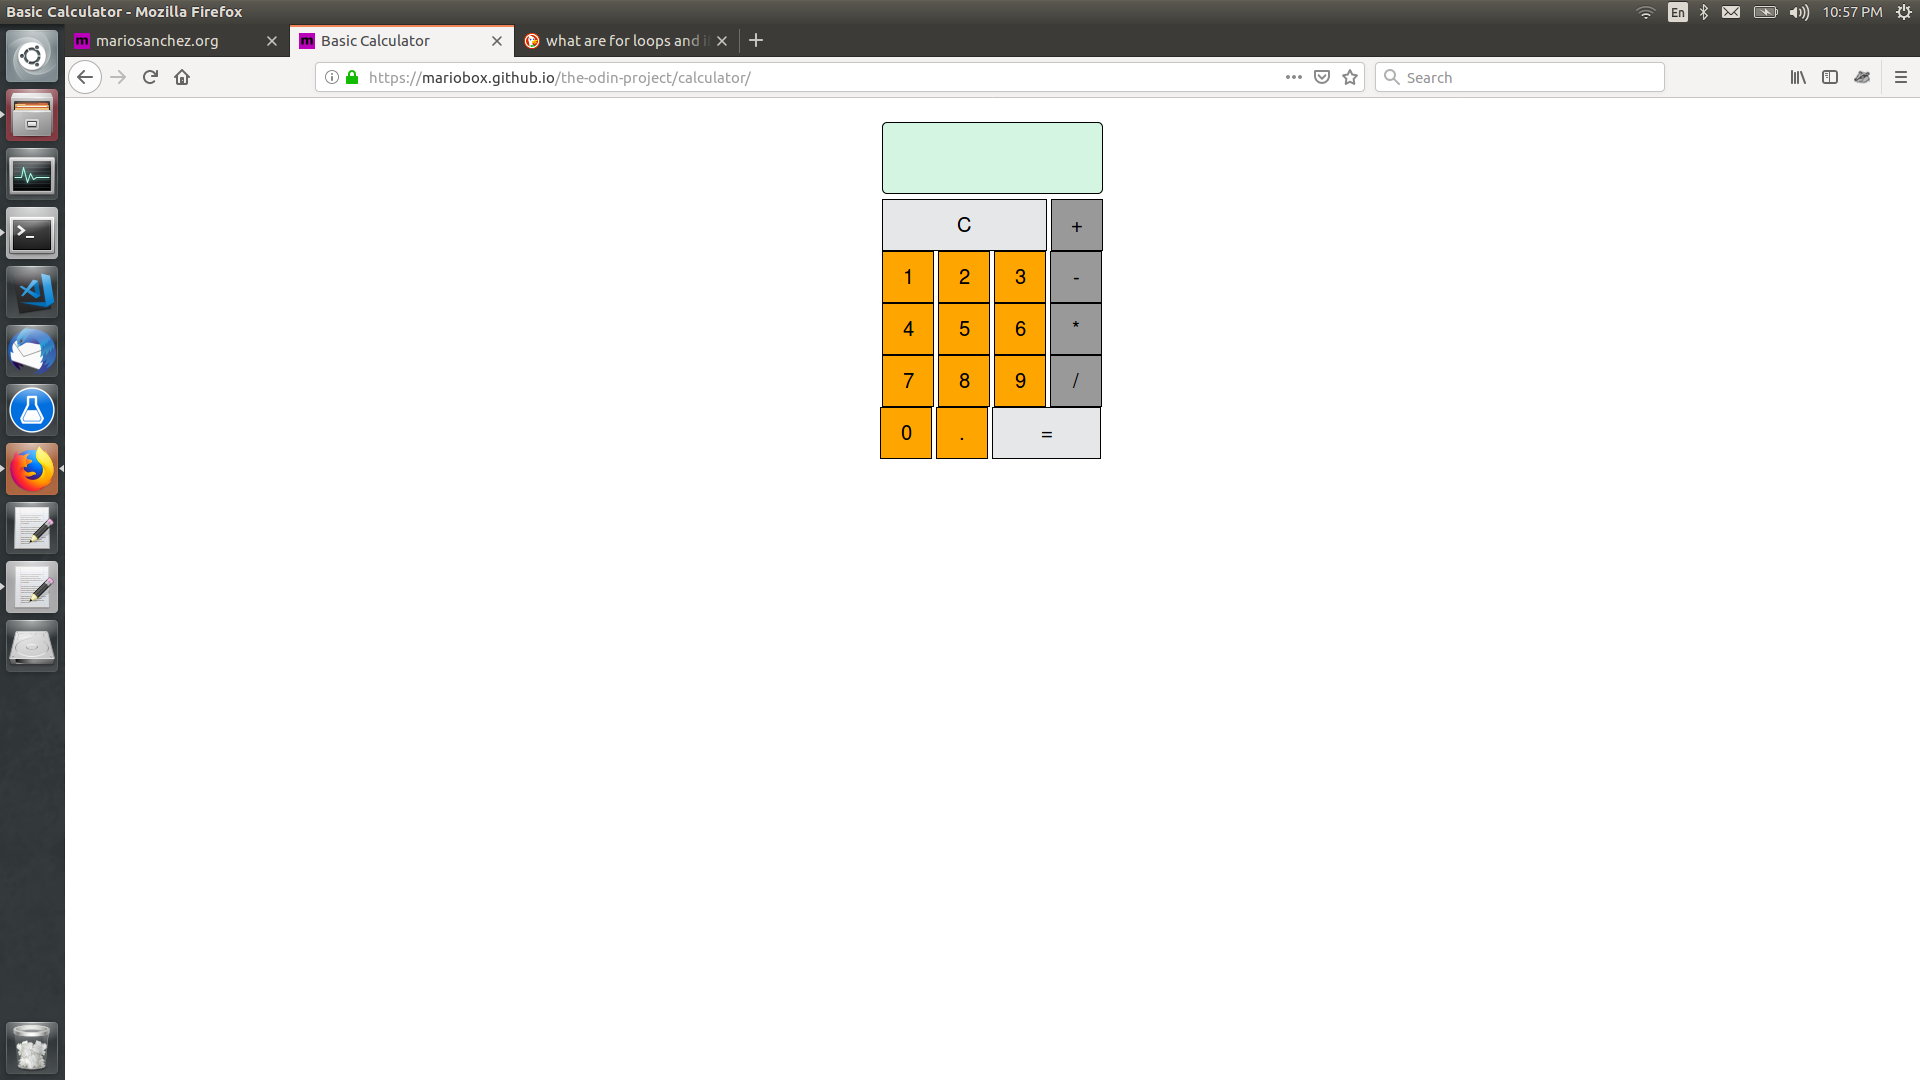 Basic Calculator - Mozilla Firefox
En
10:57 PM
mariosanchez.org
Basic Calculator
what are for loops and i
https://mariobox.github.io/the-odin-project/calculator/
Search
C +
1 2 3 -
4 5 6 *
7 8 9 /
0 . =